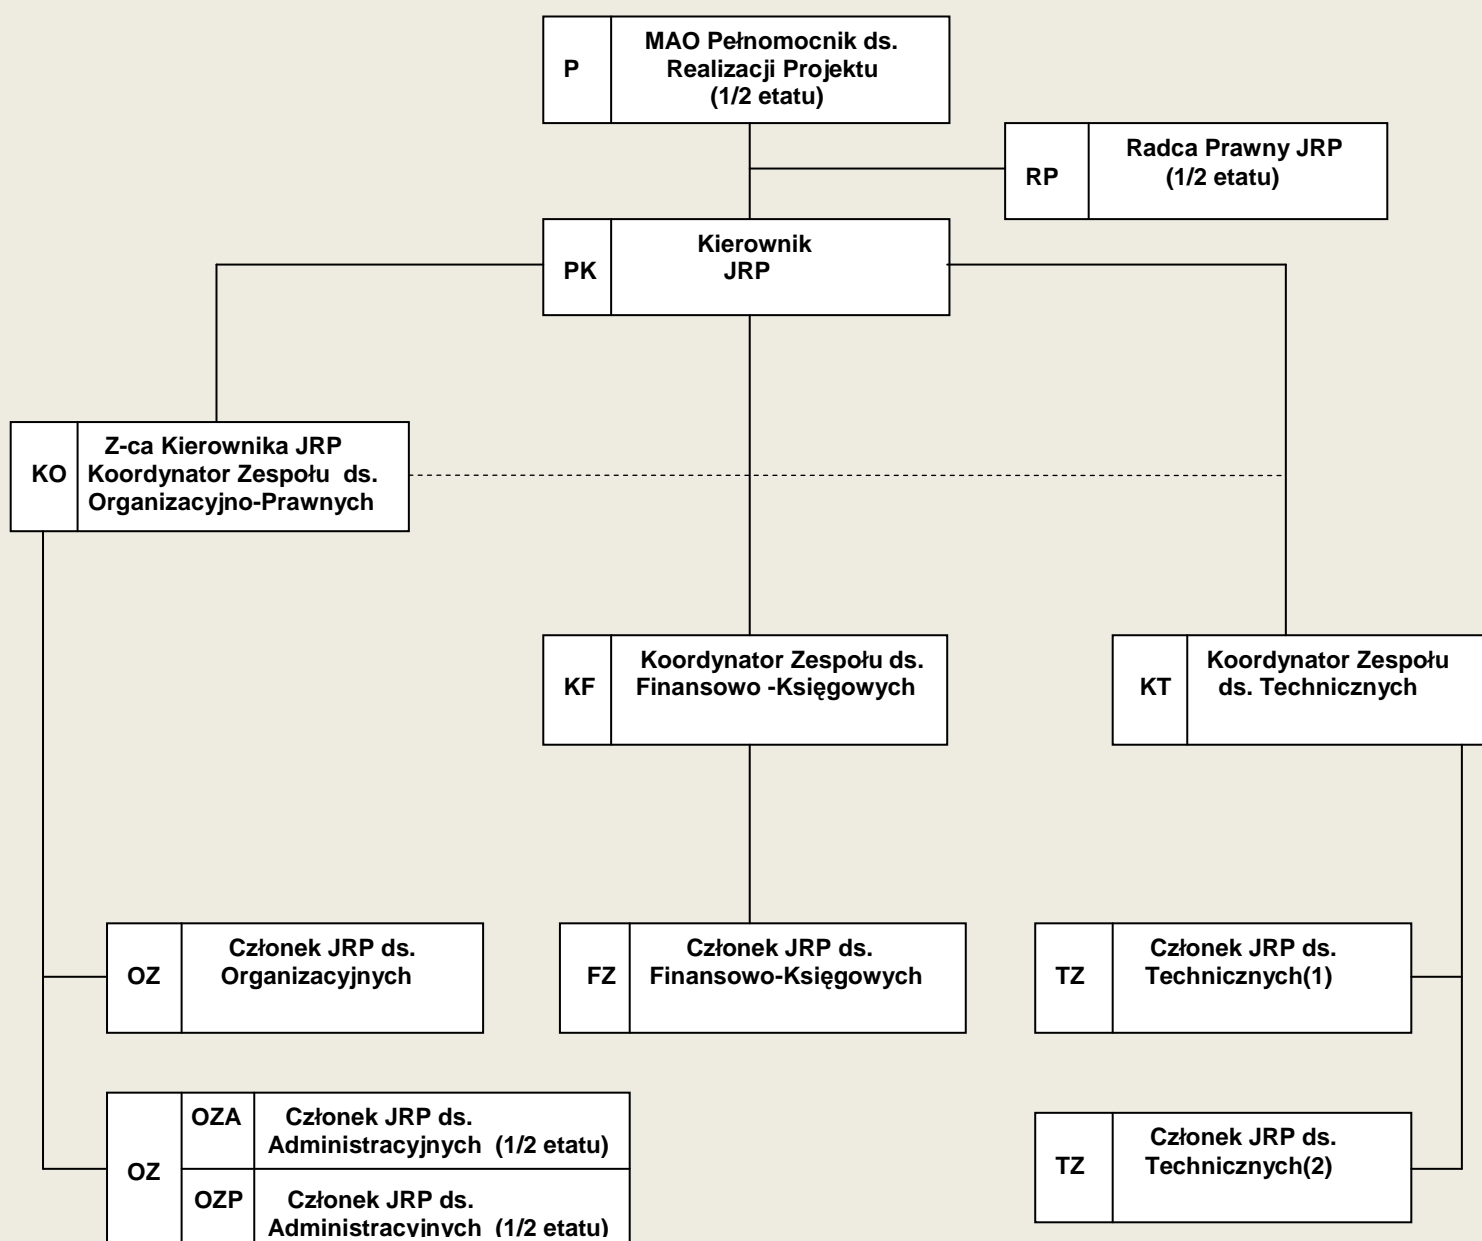 P
MAO Pełnomocnik ds.
Realizacji Projektu
(1/2 etatu)
RP
Radca Prawny JRP
(1/2 etatu)
PK
Kierownik
JRP
KO
Z-ca Kierownika JRP
Koordynator Zespołu ds.
Organizacyjno-Prawnych
KF
Koordynator Zespołu ds.
Finansowo -Księgowych
KT
Koordynator Zespołu
ds. Technicznych
OZ
Członek JRP ds.
Organizacyjnych
FZ
Członek JRP ds.
Finansowo-Księgowych
TZ
Członek JRP ds.
Technicznych(1)
OZ
OZA
Członek JRP ds.
Administracyjnych (1/2 etatu)
OZP
Członek JRP ds.
Administracyjnych (1/2 etatu)
TZ
Członek JRP ds.
Technicznych(2)